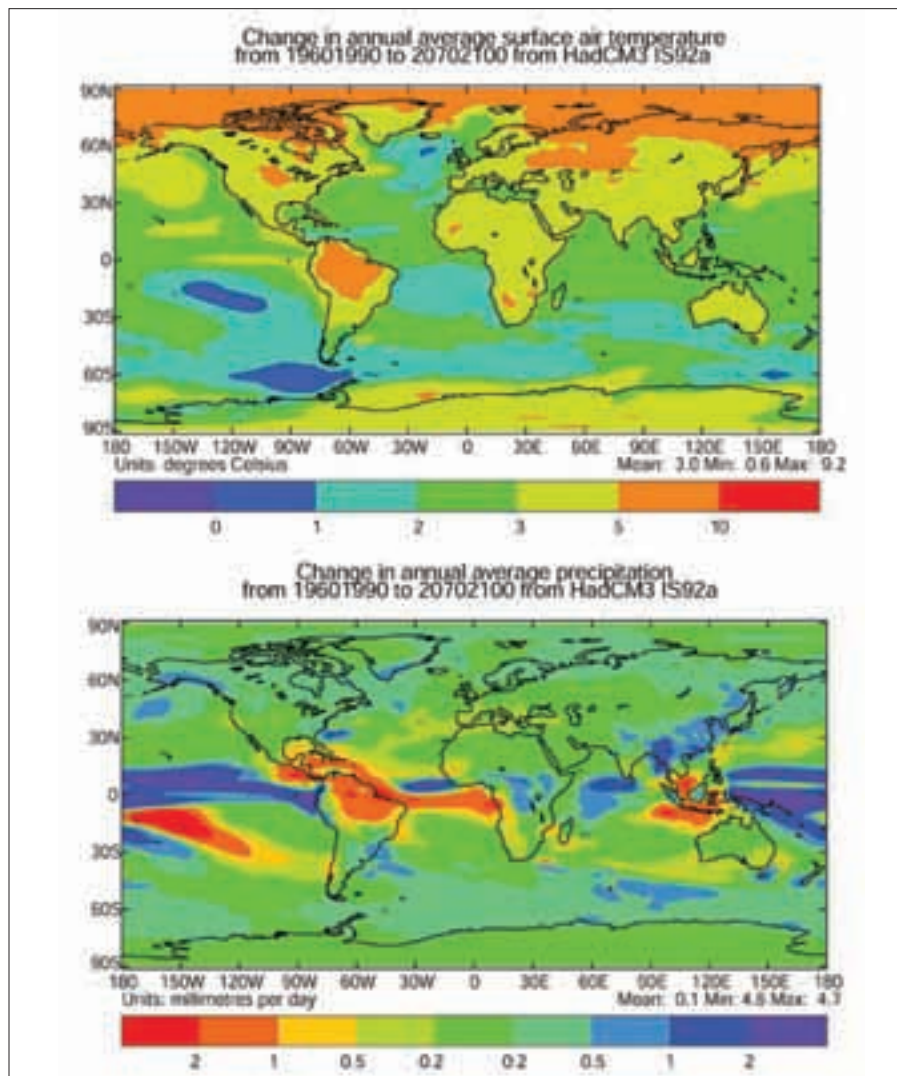 Change in annual average surface air temperature
from 19601990 to 20702100 from HadCM3 IS92a
90N
60N
30N
0
30S
60S
90S
180 150W 120W 90W 60W 30W 0 30E 60E 90E 120E 150E 180
Units: degrees Celsius Mean: 3.0 Min: 0.6 Max: 9.2
0 1 2 3 5 10
Change in annual average precipitation
from 19601990 to 20702100 from HadCM3 IS92a
90N
60N
30N
0
30S
60S
90S
180 150W 120W 90W 60W 30W 0 30E 60E 90E 120E 150E 180
Units: millimetres per day Mean: 0.1 Min: 4.6 Max: 4.7
2 1 0.5 0.2 0.2 0.5 1 2